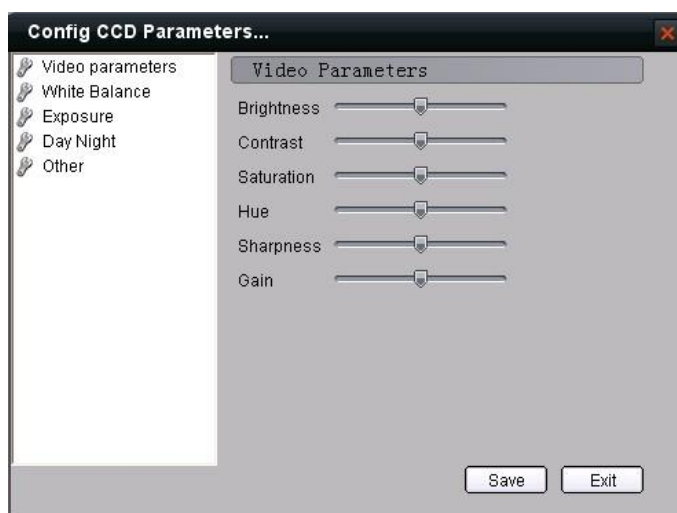 Config CCD Parameters...
Video parameters
White Balance
Exposure
Day Night
Other
Video Parameters
Brightness
Contrast
Saturation
Hue
Sharpness
Gain
Save
Exit